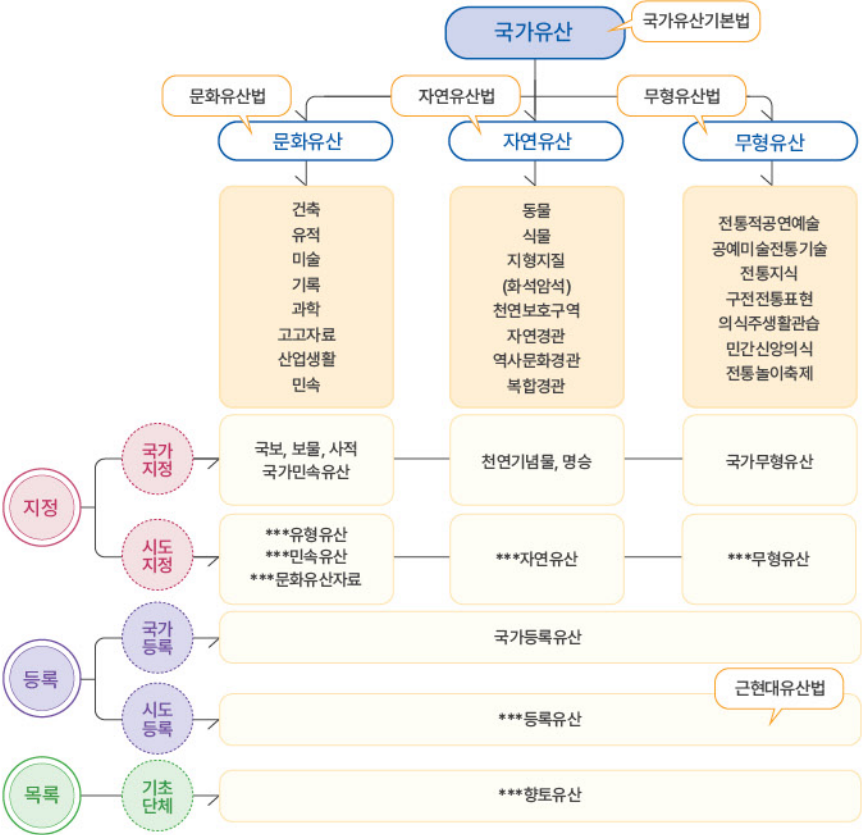 국가유산
국가유산기본법
문화유산법
자연유산법
무형유산법
문화유산
자연유산
무형유산
건축
유적
미술
기록
과학
고고자료
산업생활
민속
동물
식물
지형지질
(화석암석)
천연보호구역
자연경관
역사문화경관
복합경관
전통적공연예술
공예미술전통기술
전통지식
구전전통표현
의식주생활관습
민간신앙의식
전통놀이축제
지정
국가
지정
국보, 보물, 사적
국가민속유산
천연기념물, 명승
국가무형유산
시도
지정
***유형유산
***민속유산
***문화유산자료
***자연유산
***무형유산
등록
국가
등록
국가등록유산
근현대유산법
시도
등록
***등록유산
목록
기초
단체
***향토유산